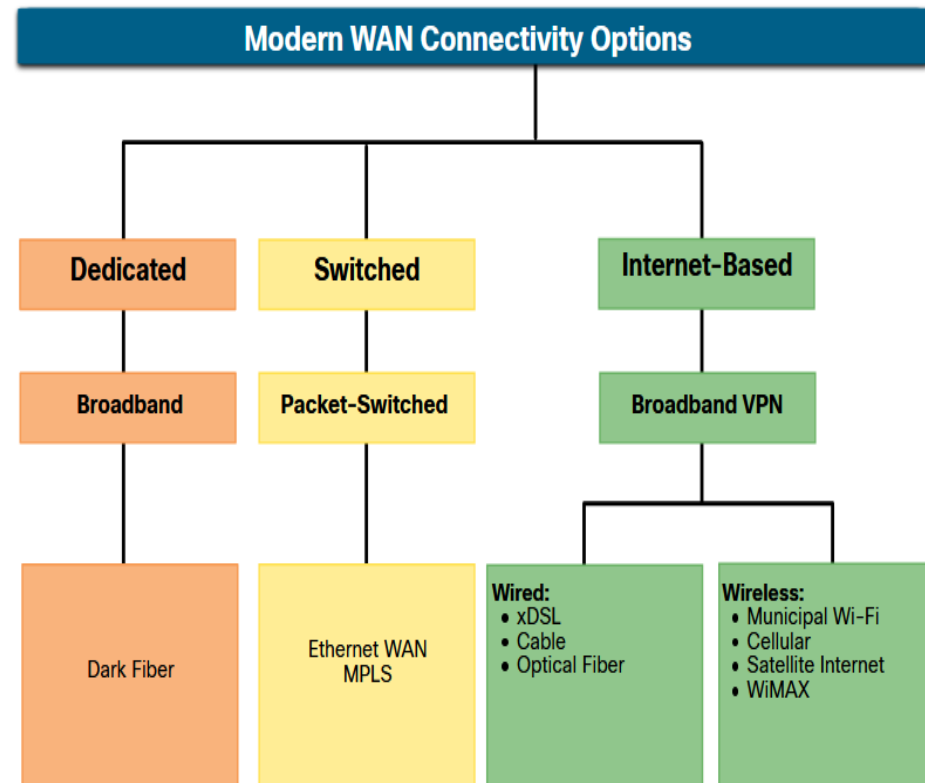 Modern WAN Connectivity Options
Dedicated
Switched
Internet-Based
Broadband
Packet-Switched
Broadband VPN
Dark Fiber
Ethernet WAN
MPLS
Wired:
• xDSL
• Cable
• Optical Fiber
Wireless:
• Municipal Wi-Fi
• Cellular
• Satellite Internet
• WiMAX